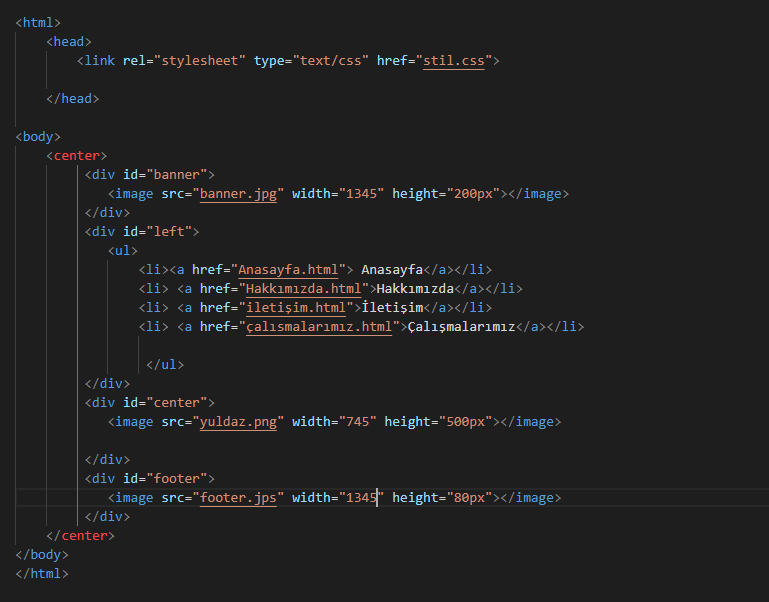 <html>
<head>
<link rel="stylesheet" type="text/css" href="stil.css">
</head>
<body>
<center>
<div id="banner">
<image src="banner.jpg" width="1345" height="200px"></image>
</div>
<div id="left">
<ul>
<li><a href="Anasayfa.html"> Anasayfa</a></li>
<li> <a href="Hakkımızda.html">Hakkımızda</a></li>
<li> <a href="iletişim.html">İletişim</a></li>
<li> <a href="çalısmalarımız.html">Çalışmalarımız</a></li>
</ul>
</div>
<div id="center">
<image src="yuldaz.png" width="745" height="500px"></image>
</div>
<div id="footer">
<image src="footer.jps" width="1345" height="80px"></image>
</div>
</center>
</body>
</html>